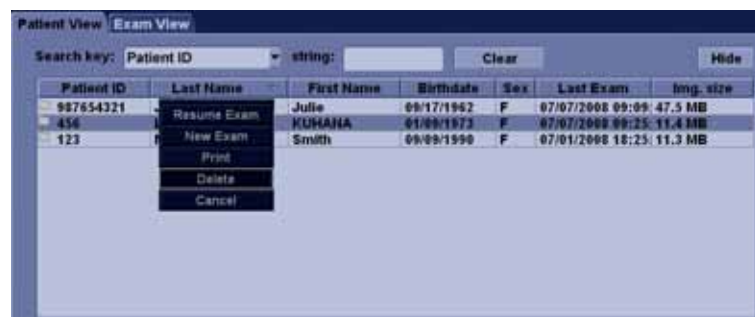 Patient View Exam View
Search key: Patient ID string: Clear Hide
Patient ID Last Name First Name Birthdate Sex Last Exam Img. size
987654321 J Julie 09/17/1962 F 07/07/2008 09:09 47.5 MB
456 KUHANA 01/09/1973 F 07/07/2008 09:25 11.4 MB
123 Smith 09/09/1990 F 07/01/2008 18:25 11.3 MB
Resume Exam
New Exam
Print
Delete
Cancel